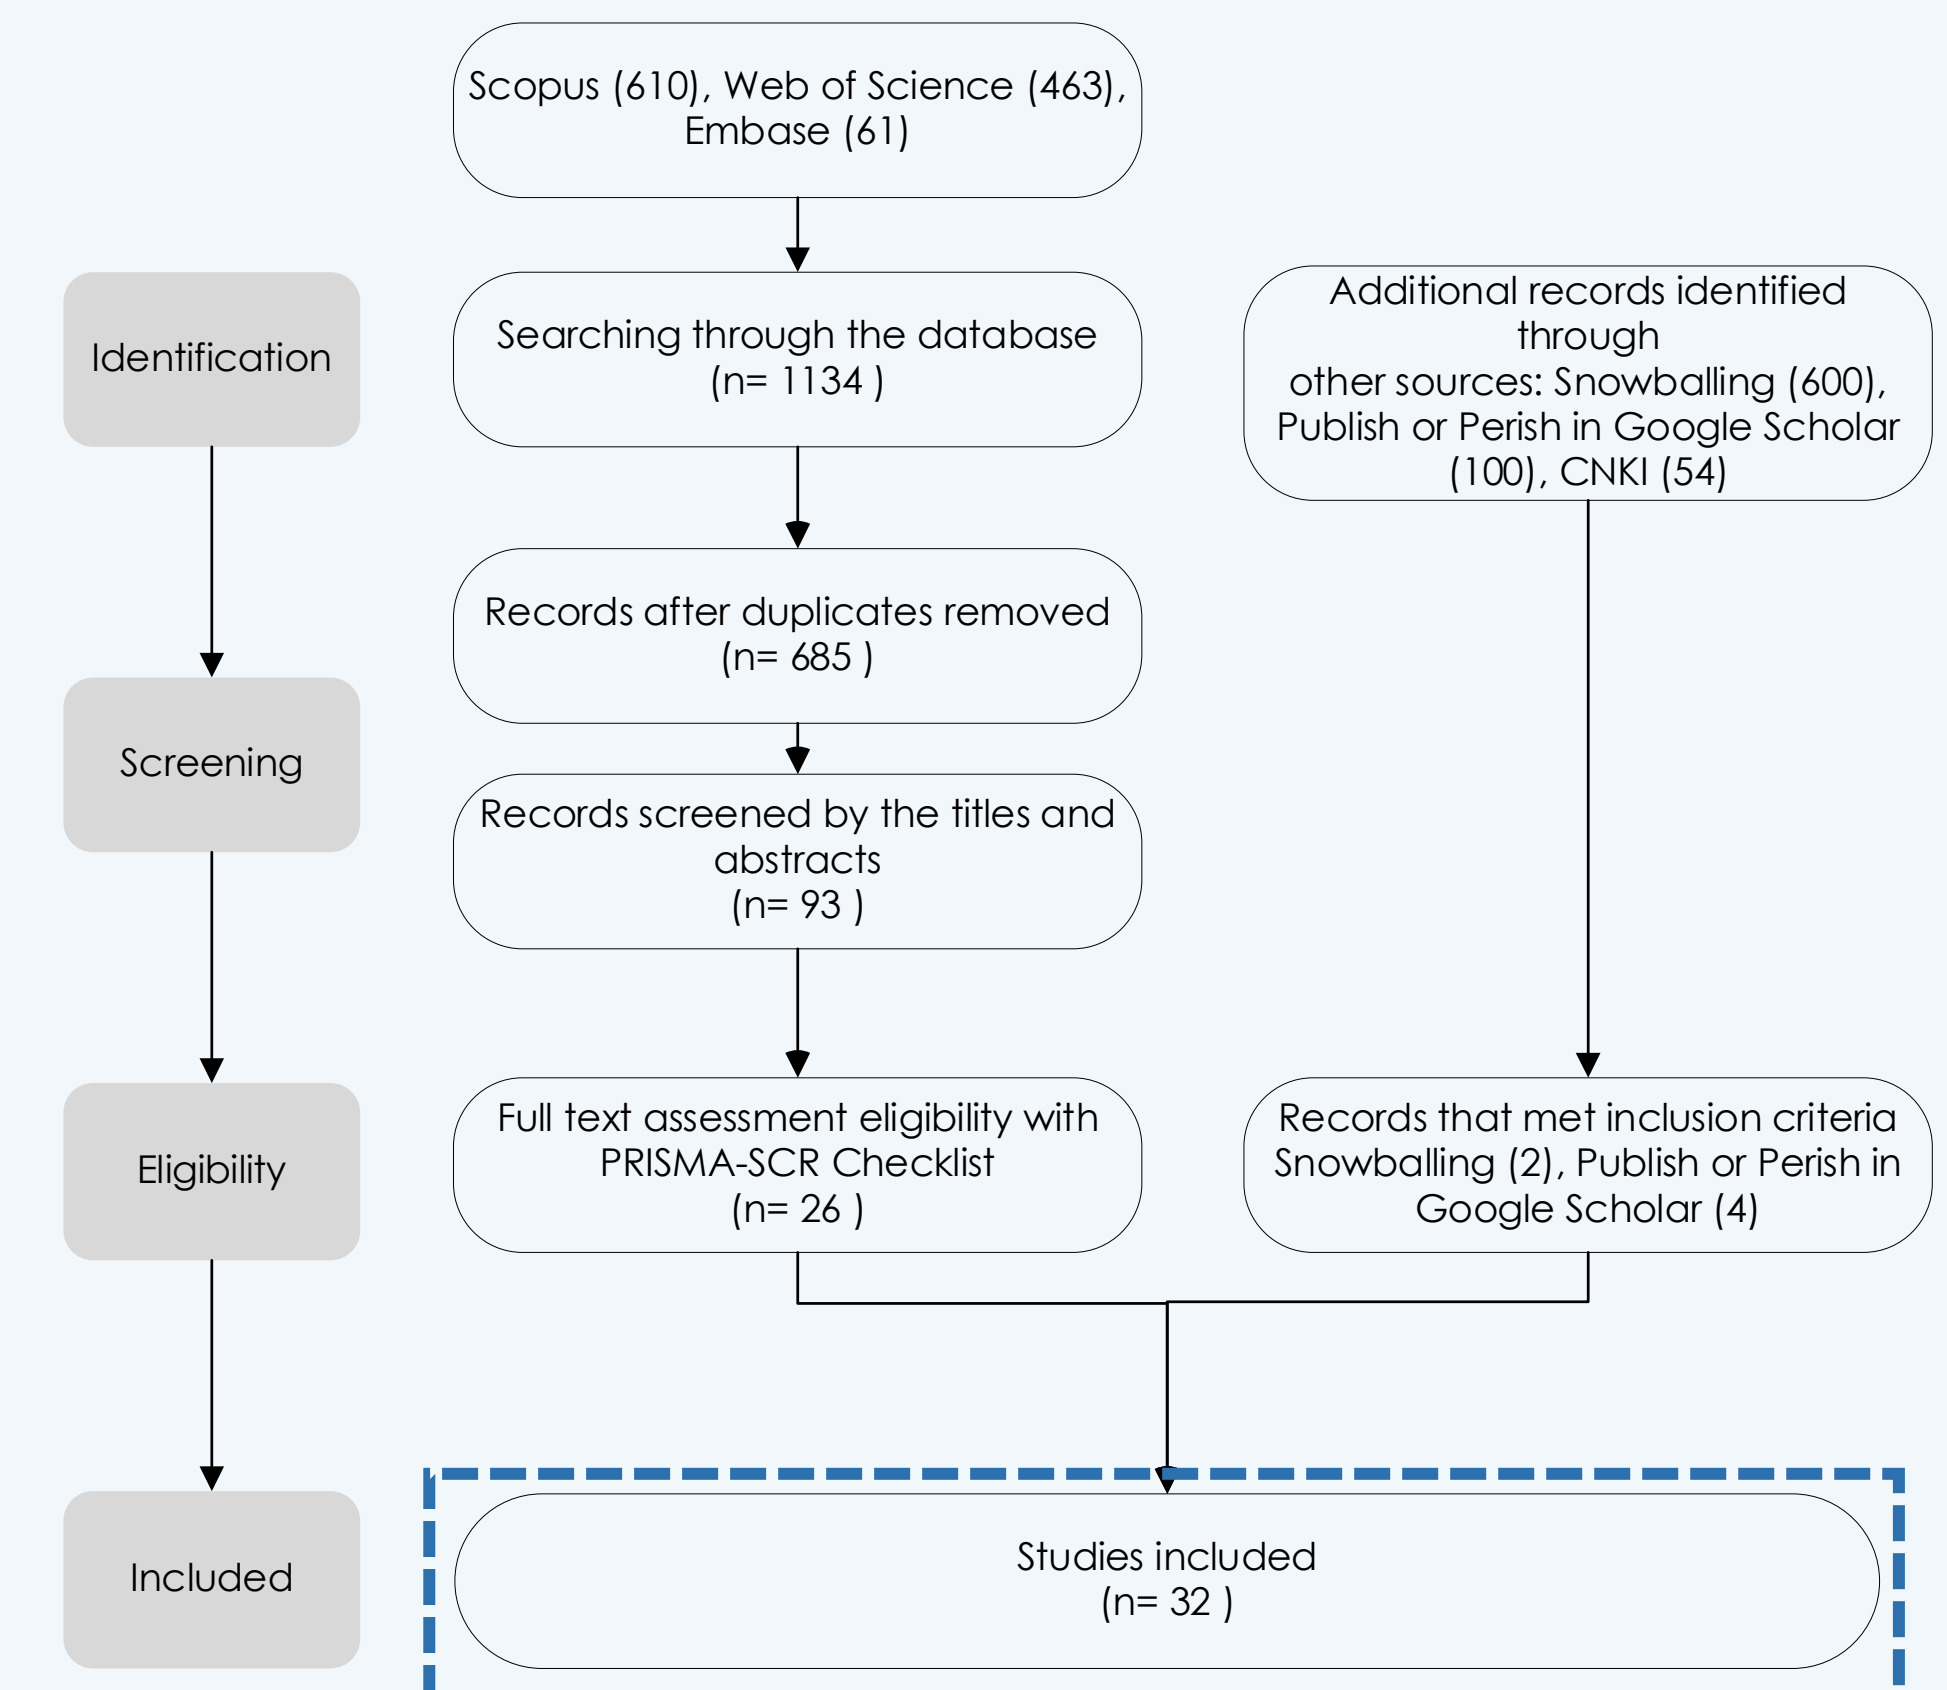 Scopus (610), Web of Science (463),
Embase (61)
Identification
Searching through the database
(n= 1134 )
Additional records identified
through
other sources: Snowballing (600),
Publish or Perish in Google Scholar
(100), CNKI (54)
Records after duplicates removed
(n= 685 )
Screening
Records screened by the titles and
abstracts
(n= 93 )
Eligibility
Full text assessment eligibility with
PRISMA-SCR Checklist
(n= 26 )
Records that met inclusion criteria
Snowballing (2), Publish or Perish in
Google Scholar (4)
Included
Studies included
(n= 32 )